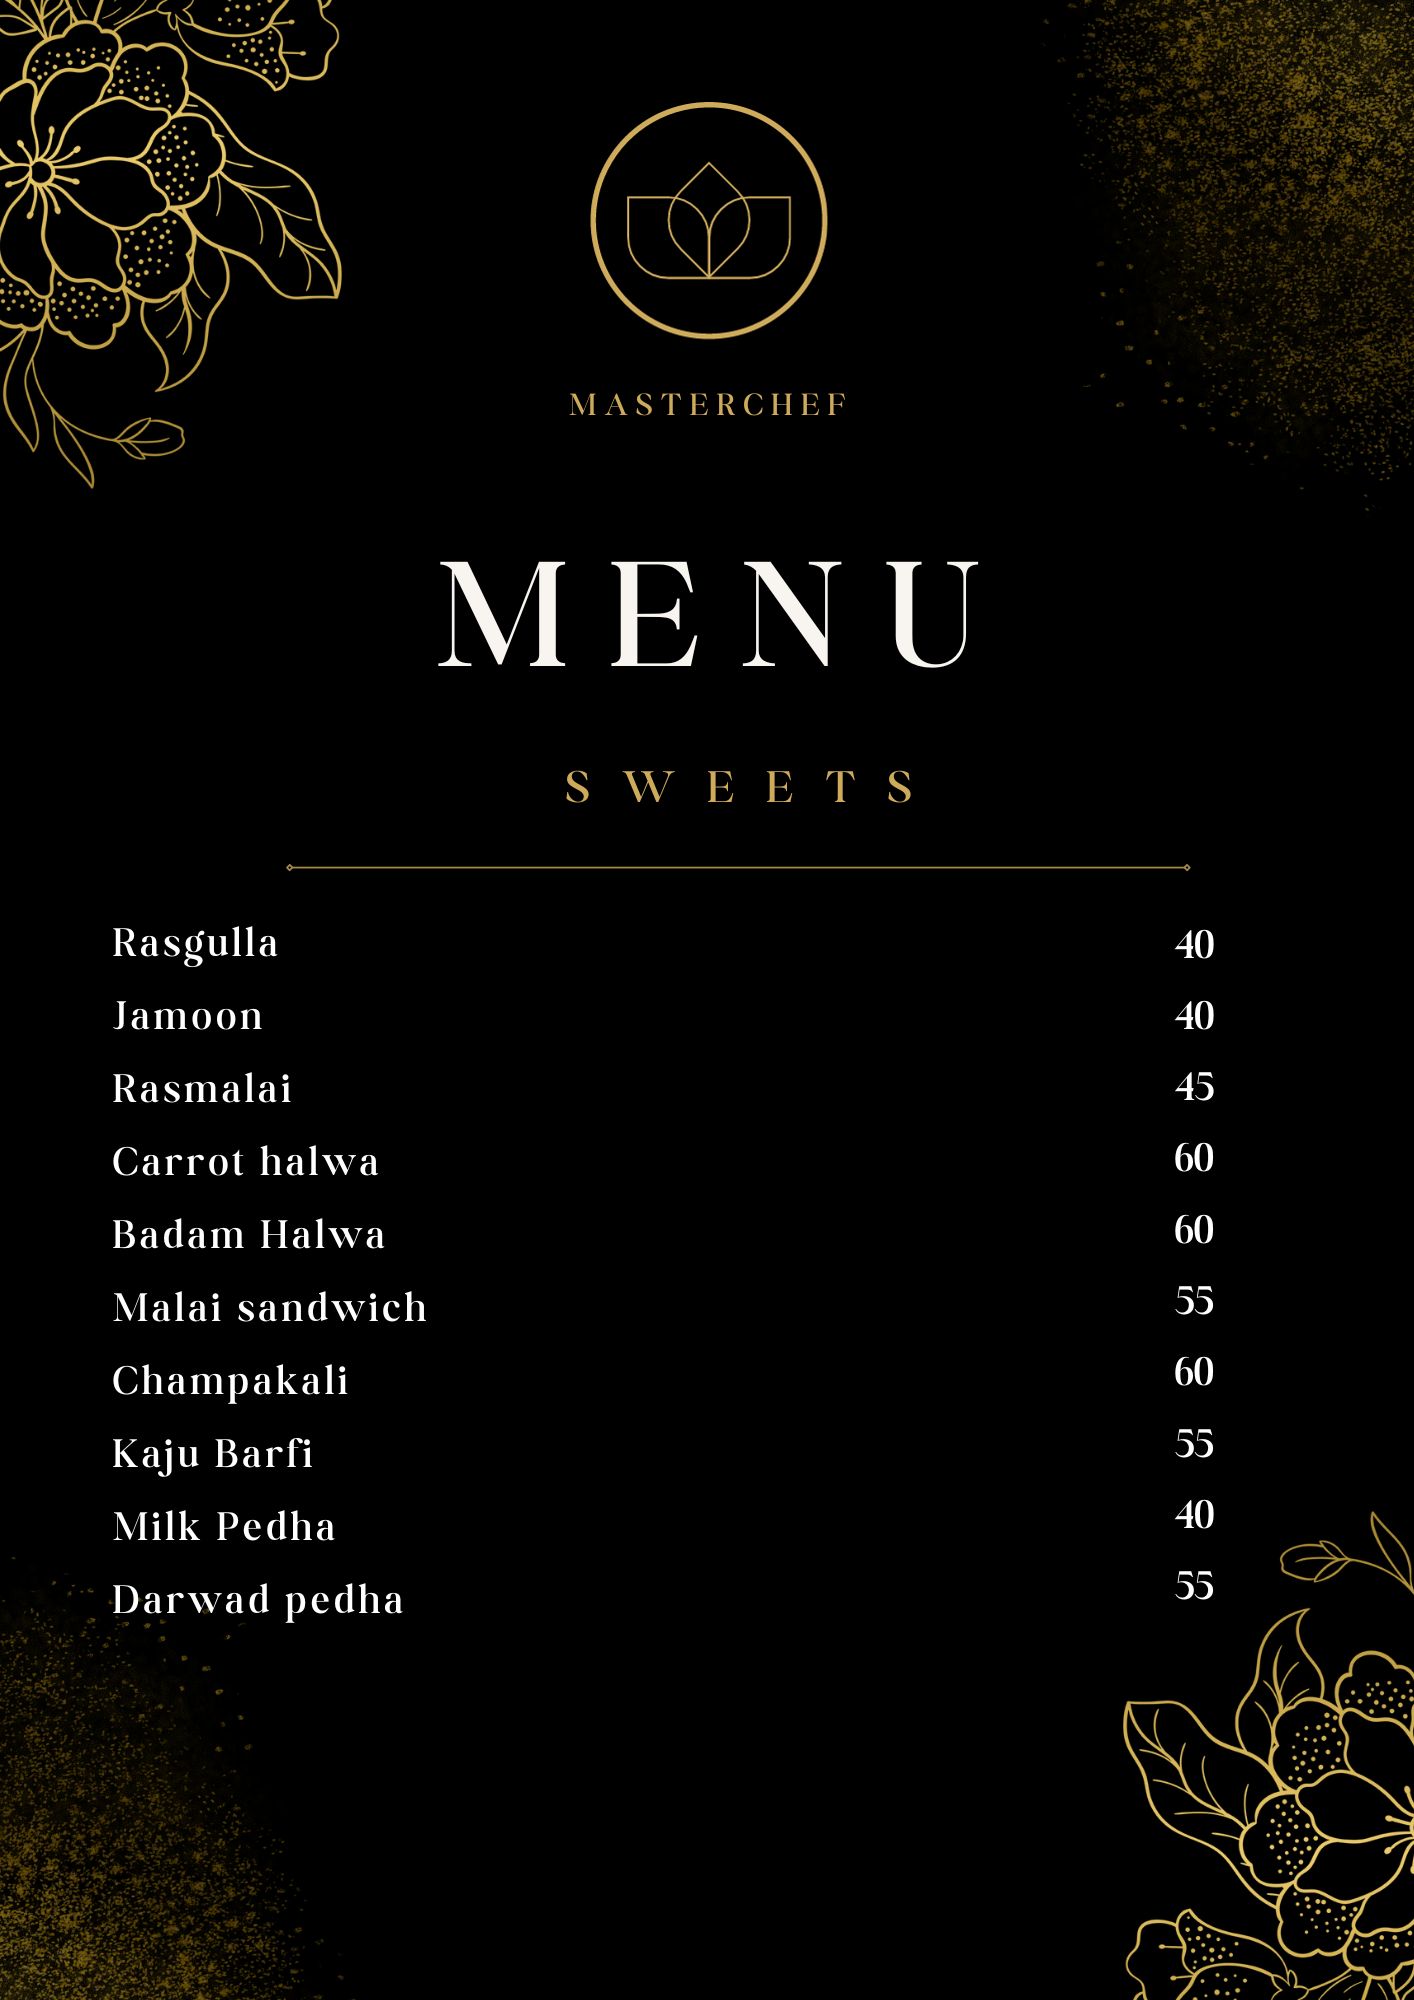 MASTERCHEF
MENU
SWEETS
Rasgulla 40
Jamoon 40
Rasmalai 45
Carrot halwa 60
Badam Halwa 60
Malai sandwich 55
Champakali 60
Kaju Barfi 55
Milk Pedha 40
Darwad pedha 55